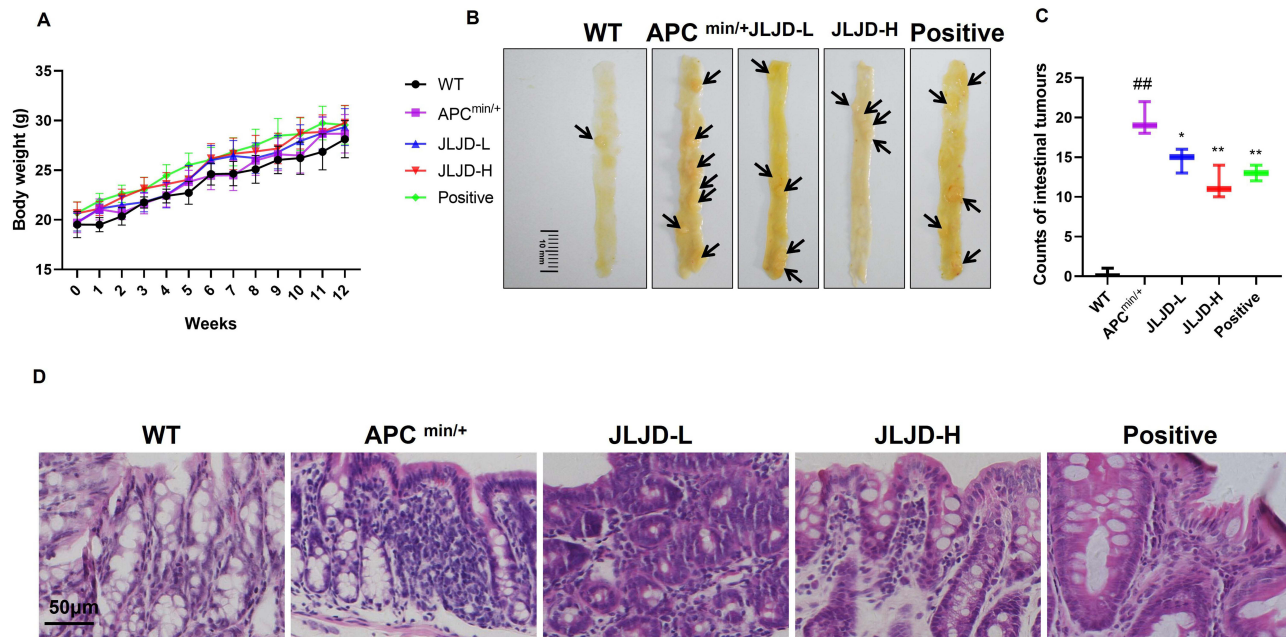 A
Body weight (g)
35
30
25
20
15
0 1 2 3 4 5 6 7 8 9 10 11 12
Weeks
WT
APCmin/+
JLJD-L
JLJD-H
Positive
B
WT APC min/+ JLJD-L JLJD-H Positive
10 mm
C
Counts of intestinal tumours
25
20
15
10
5
0
##
*
**
**
WT APCmin/+ JLJD-L JLJD-H Positive
D
WT APC min/+ JLJD-L JLJD-H Positive
50μm